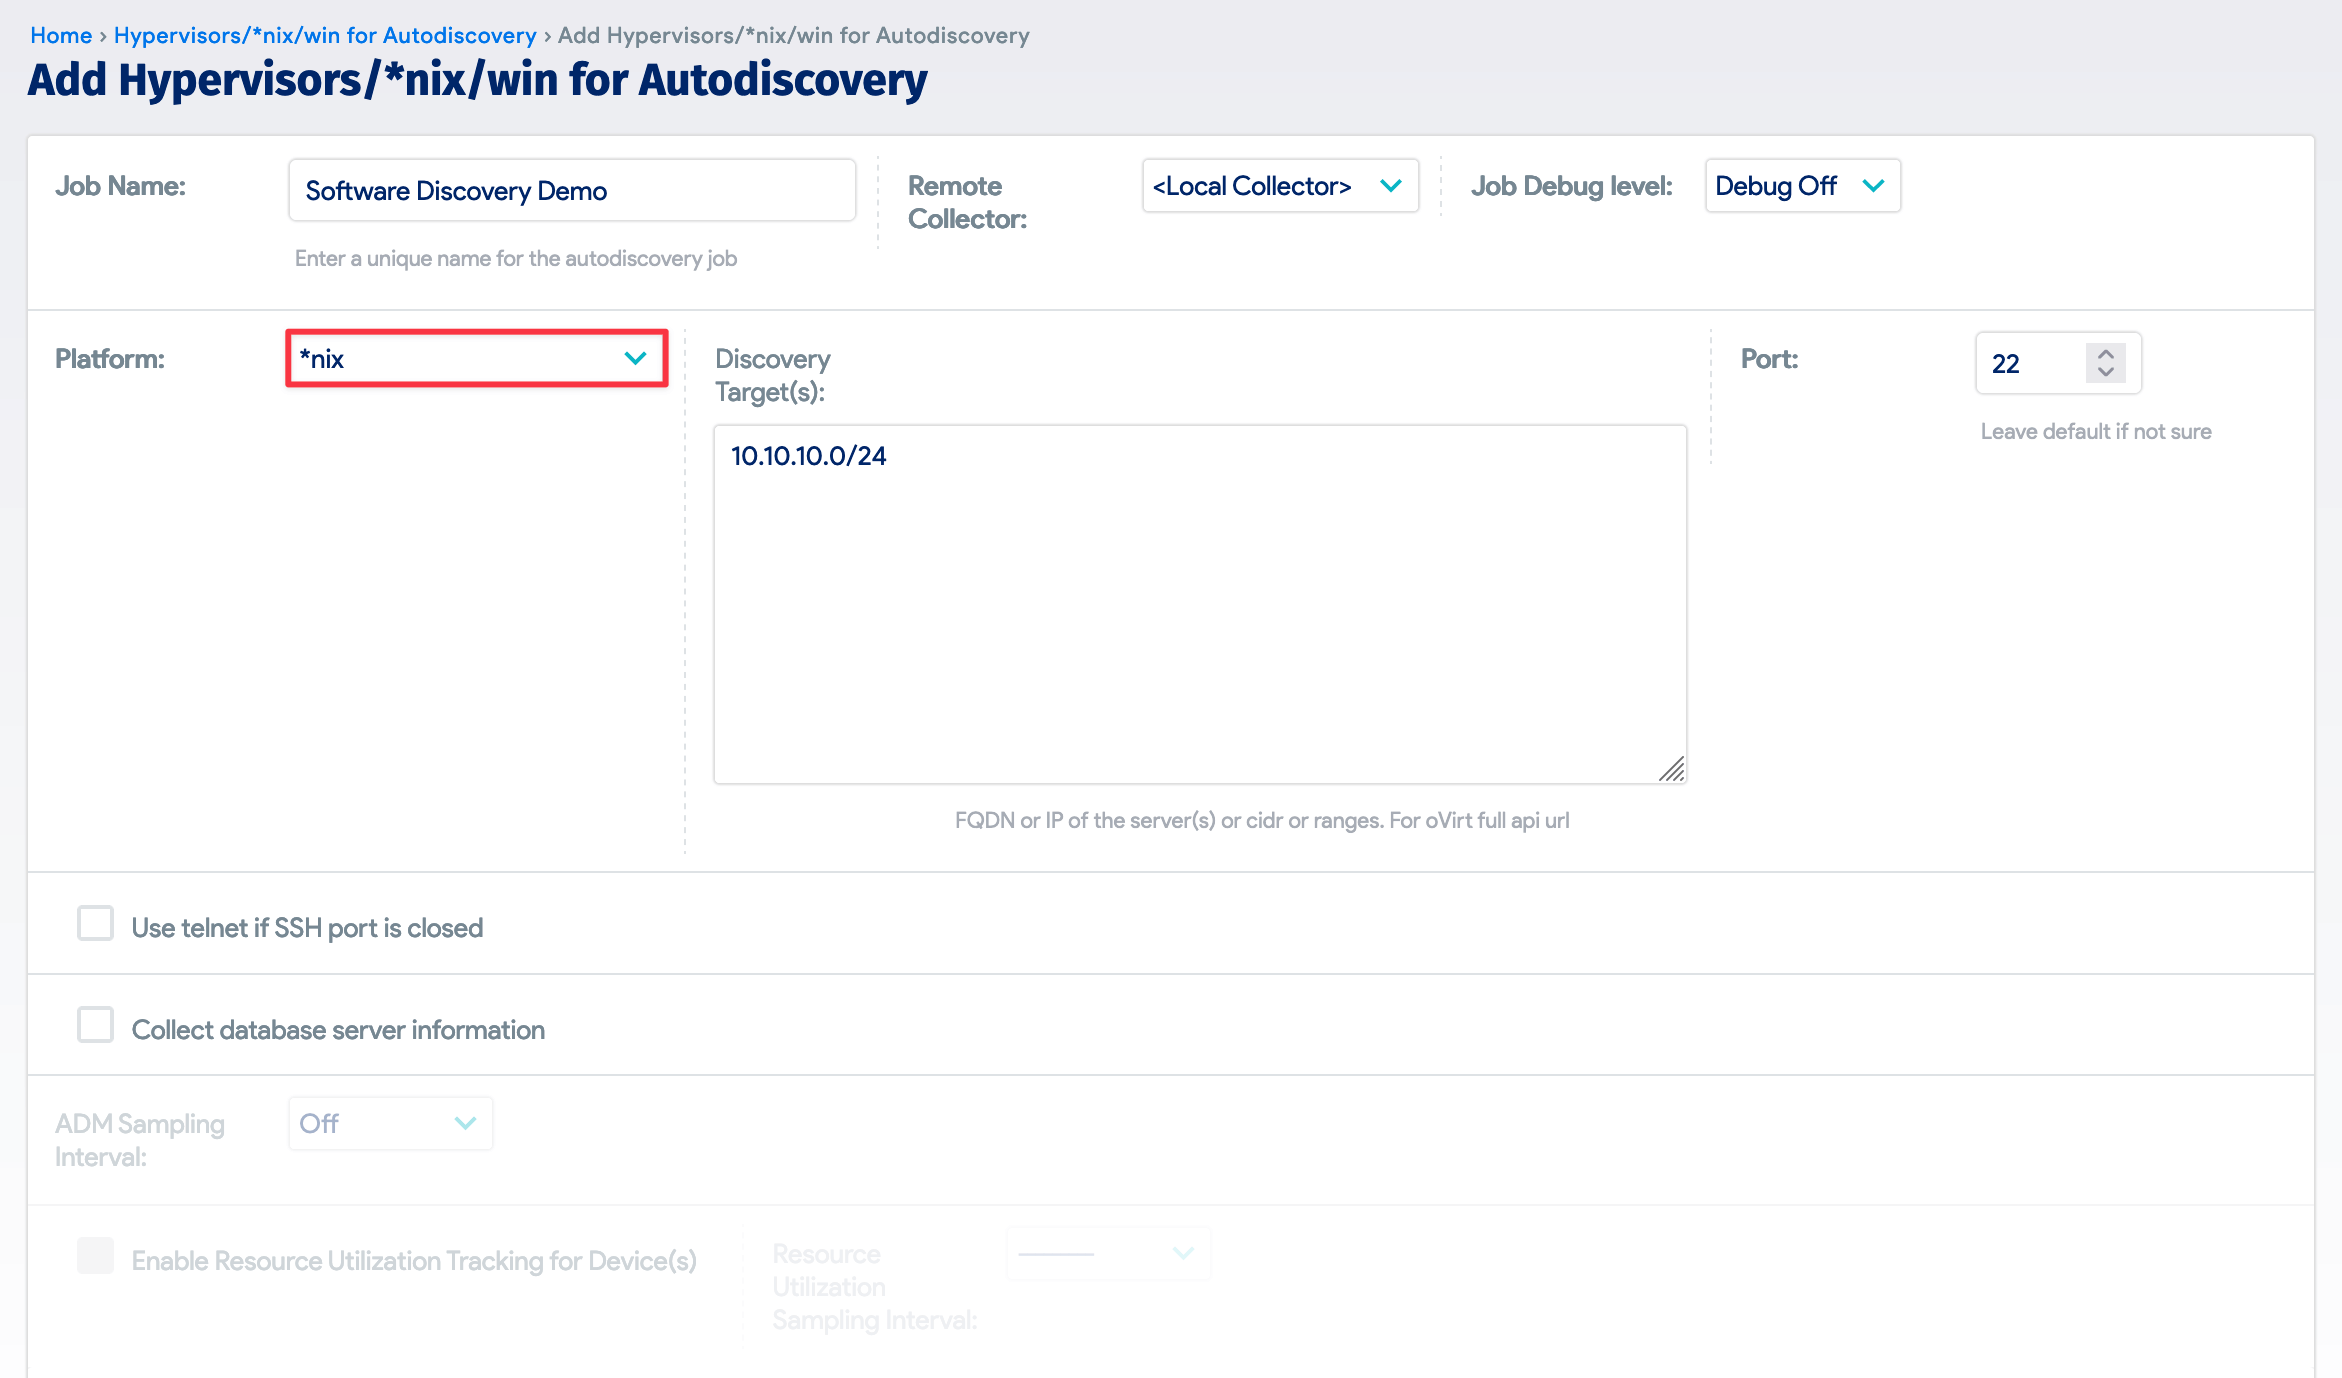 Home › Hypervisors/*nix/win for Autodiscovery › Add Hypervisors/*nix/win for Autodiscovery
Add Hypervisors/*nix/win for Autodiscovery
Job Name:
Software Discovery Demo
Enter a unique name for the autodiscovery job
Remote
Collector:
<Local Collector>
Job Debug level:
Debug Off
Platform:
*nix
Discovery
Target(s):
10.10.10.0/24
FQDN or IP of the server(s) or cidr or ranges. For oVirt full api url
Port:
22
Leave default if not sure
Use telnet if SSH port is closed
Collect database server information
ADM Sampling
Interval:
Off
Enable Resource Utilization Tracking for Device(s)
Resource
Utilization
Sampling Interval: